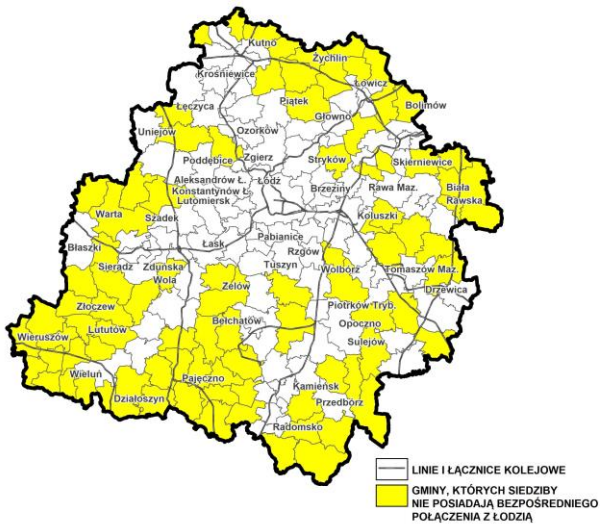 Kutno
Żychlin
Krośniewice
Łowicz
Łęczyca
Piątek
Bolimów
Głowno
Uniejów
Ozorków
Poddębice
Zgierz
Stryków
Skierniewice
Aleksandrów Ł.
Łódź
Konstantynów Ł.
Brzeziny
Rawa Maz.
Biała
Rawska
Lutomiersk
Warta
Szadek
Koluszki
Pabianice
Błaszki
Łask
Rzgów
Sieradz
Zduńska
Wola
Tuszyn
Wolbórz
Tomaszów Maz.
Zelów
Drzewica
Złoczew
Piotrków Tryb.
Bełchatów
Opoczno
Lututów
Sulejów
Wieruszów
Wieluń
Pajęczno
Kamieńsk
Działoszyn
Przedbórz
Radomsko
LINIE I ŁĄCZNICE KOLEJOWE
GMINY, KTÓRYCH SIEDZIBY
NIE POSIADAJĄ BEZPOŚREDNIEGO
POŁĄCZENIA Z ŁODZIĄ